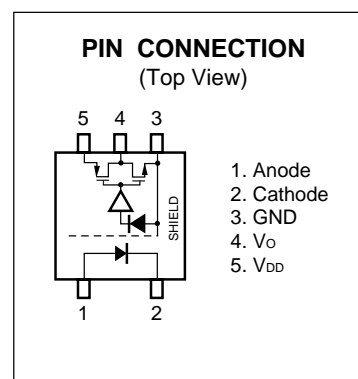 PIN CONNECTION
(Top View)
5 4 3
SHIELD
1 2
1. Anode
2. Cathode
3. GND
4. VO
5. VDD